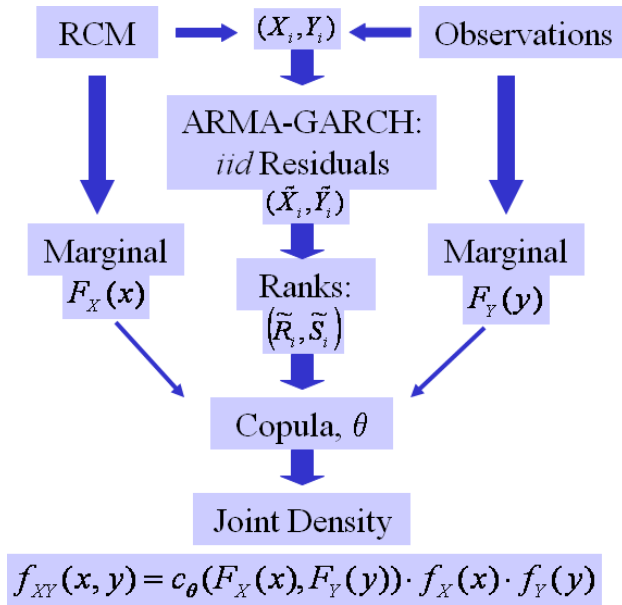 RCM (X_i, Y_i) Observations
ARMA-GARCH:
iid Residuals
(X̃_i, Ỹ_i)
Marginal Marginal
F_X(x) F_Y(y)
Ranks:
(R̃_i, S̃_i)
Copula, θ
Joint Density
f_XY(x, y) = c_θ(F_X(x), F_Y(y)) · f_X(x) · f_Y(y)